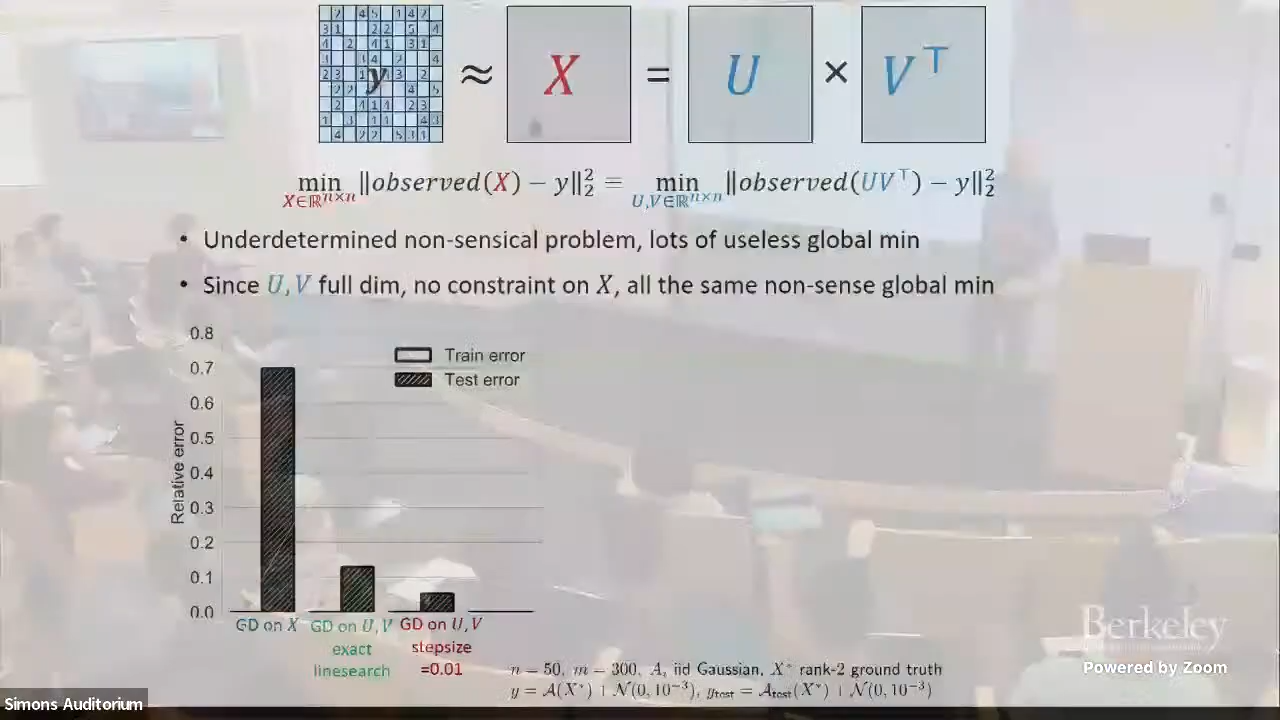 y ≈ X = U × V⊤
min X∈ℝⁿˣⁿ ‖observed(X) − y‖₂² = min U,V∈ℝⁿˣⁿ ‖observed(UV⊤) − y‖₂²
• Underdetermined non-sensical problem, lots of useless global min
• Since U, V full dim, no constraint on X, all the same non-sense global min
0.8
0.7
0.6
0.5
0.4
0.3
0.2
0.1
0.0
Relative error
Train error
Test error
GD on X
GD on U, V
exact
linesearch
GD on U, V
stepsize
=0.01
n = 50, m = 300, A, iid Gaussian, X* rank-2 ground truth
y = 𝒜(X*) + 𝒩(0, 10⁻³), y_test = 𝒜_test(X*) + 𝒩(0, 10⁻³)
Berkeley
Powered by Zoom
Simons Auditorium